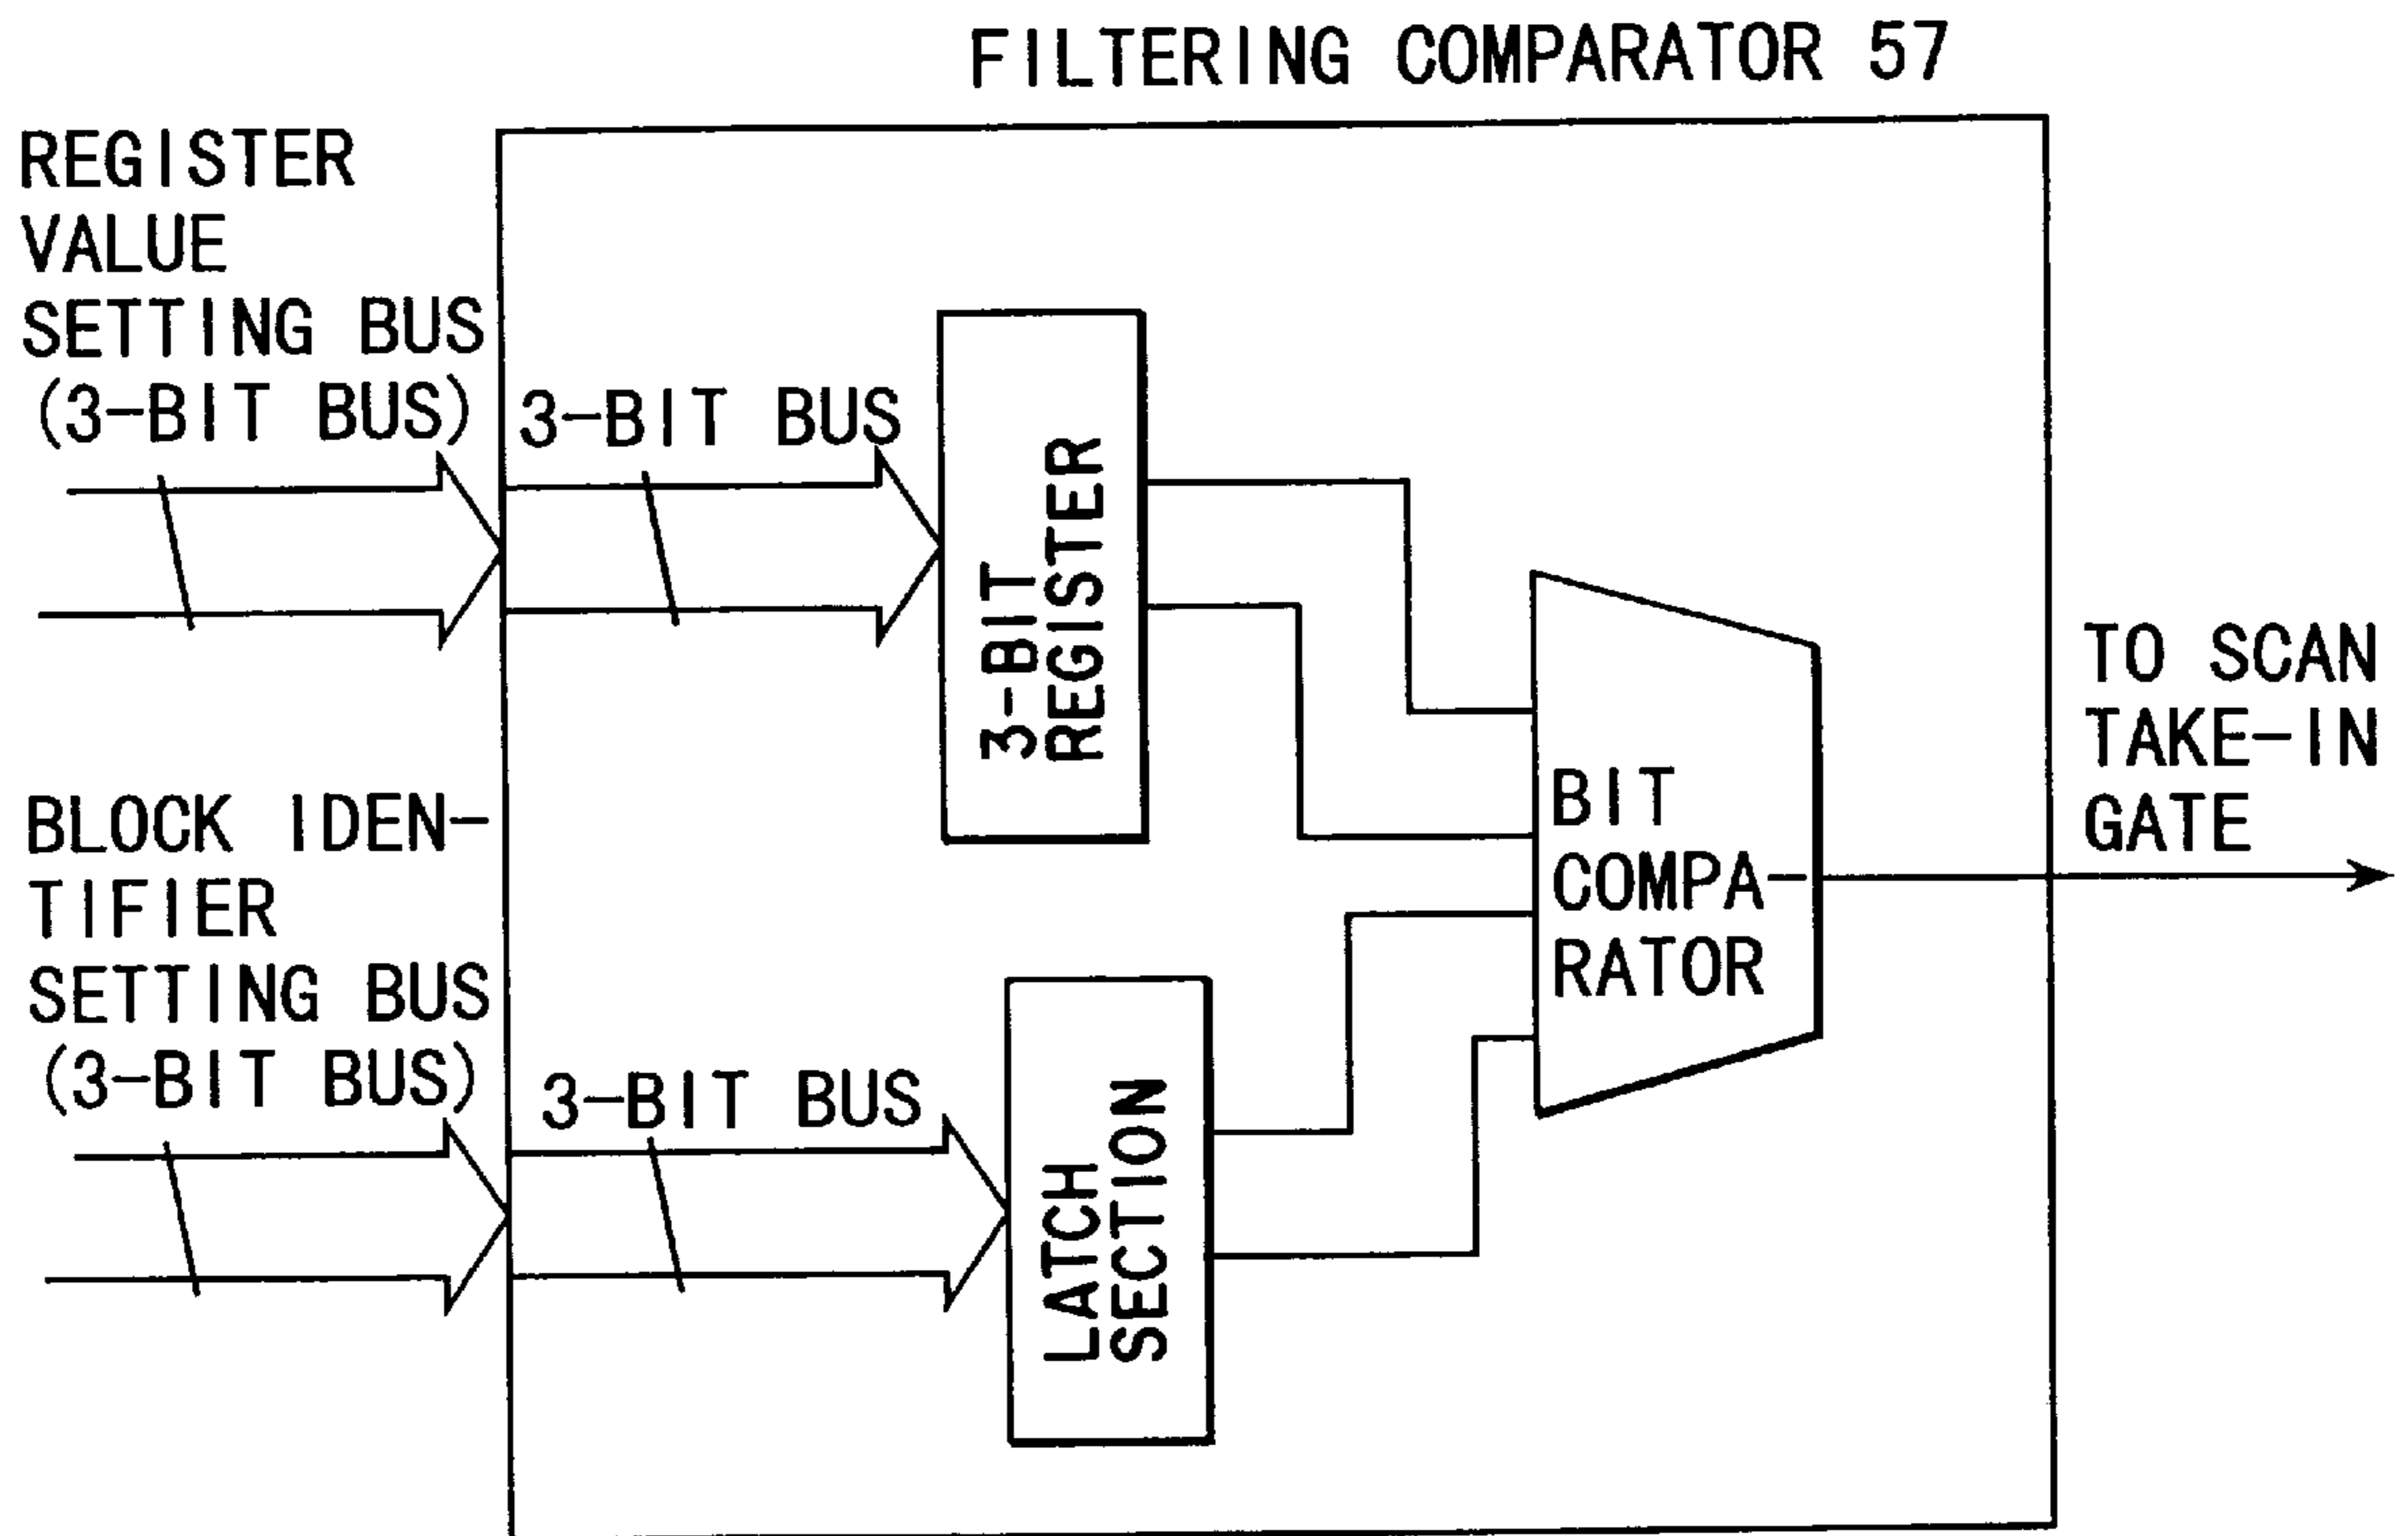 FILTERING COMPARATOR 57
REGISTER
VALUE
SETTING BUS
(3-BIT BUS)
3-BIT BUS
3-BIT
REGISTER
BLOCK IDEN-
TIFIER
SETTING BUS
(3-BIT BUS)
3-BIT BUS
LATCH
SECTION
BIT
COMPA-
RATOR
TO SCAN
TAKE-IN
GATE